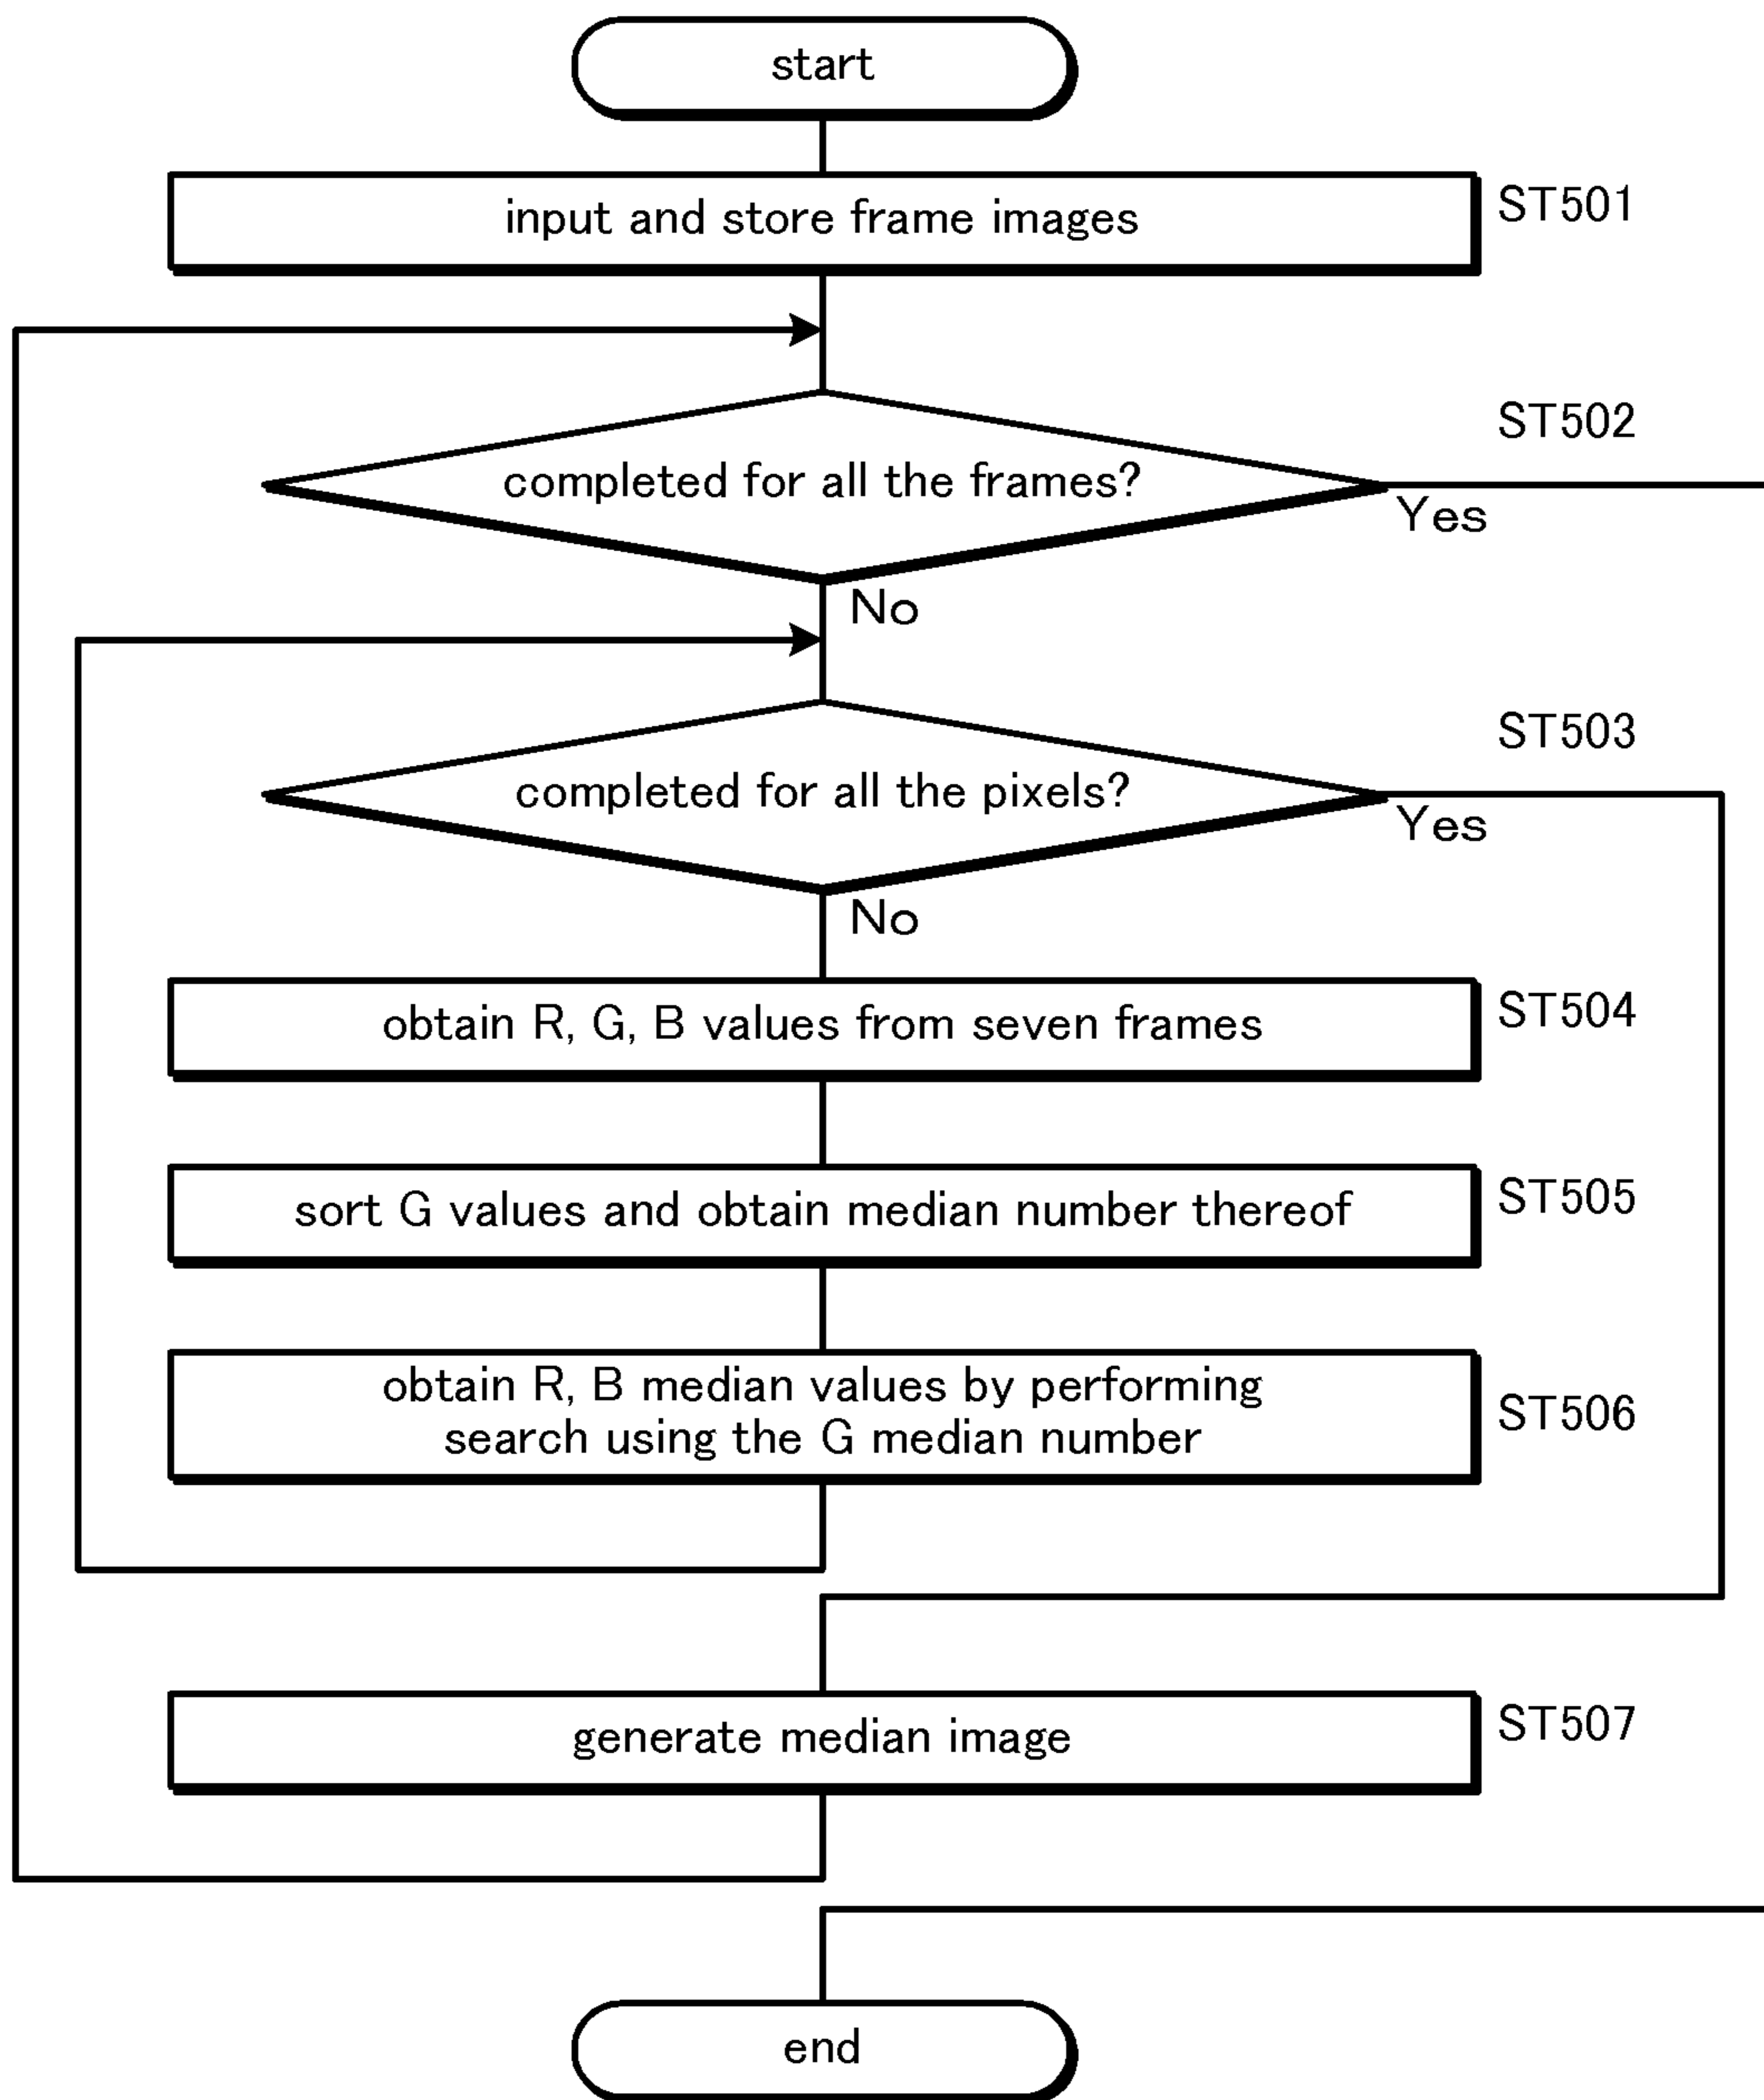 start
input and store frame images
ST501
ST502
completed for all the frames?
Yes
No
ST503
completed for all the pixels?
Yes
No
obtain R, G, B values from seven frames
ST504
sort G values and obtain median number thereof
ST505
obtain R, B median values by performing
search using the G median number
ST506
generate median image
ST507
end